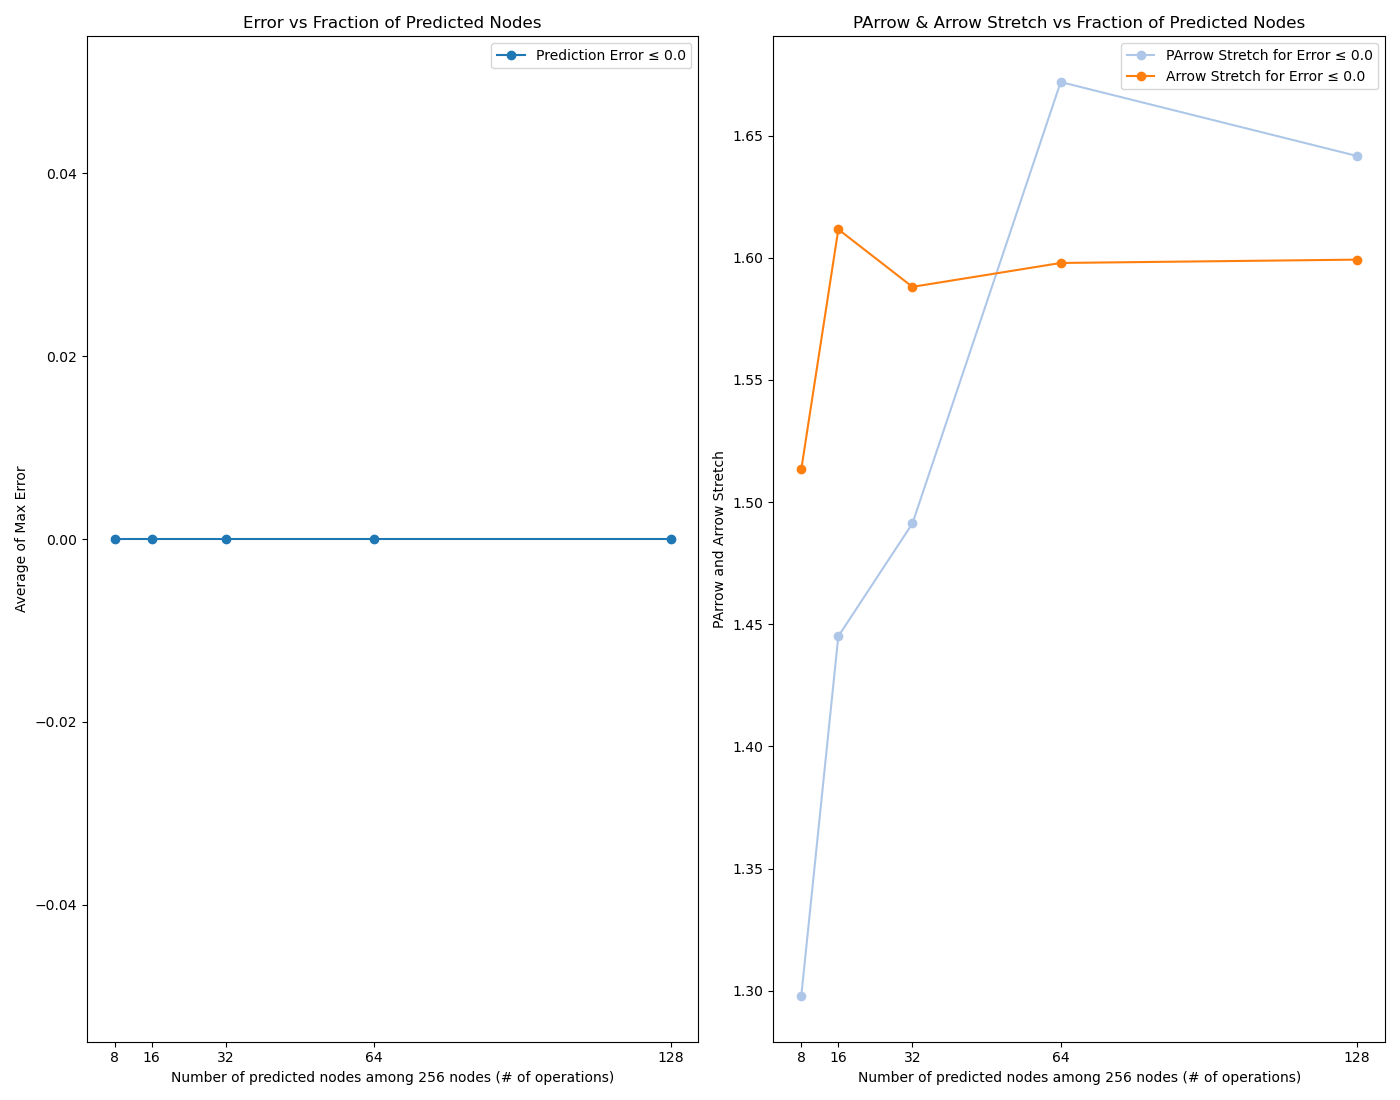 Error vs Fraction of Predicted Nodes
Prediction Error ≤ 0.0
Average of Max Error
0.04
0.02
0.00
−0.02
−0.04
8 16 32 64 128
Number of predicted nodes among 256 nodes (# of operations)
PArrow & Arrow Stretch vs Fraction of Predicted Nodes
PArrow Stretch for Error ≤ 0.0
Arrow Stretch for Error ≤ 0.0
PArrow and Arrow Stretch
1.65
1.60
1.55
1.50
1.45
1.40
1.35
1.30
8 16 32 64 128
Number of predicted nodes among 256 nodes (# of operations)